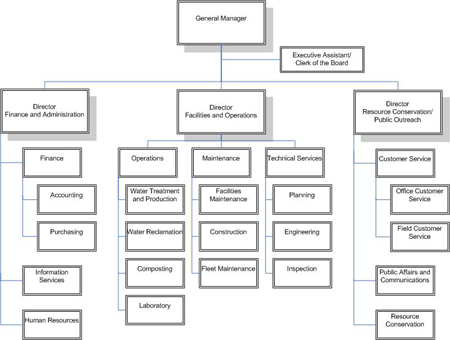 General Manager
Executive Assistant/
Clerk of the Board
Director
Finance and Administration
Director
Facilities and Operations
Director
Resource Conservation/
Public Outreach
Finance
Operations
Maintenance
Technical Services
Customer Service
Accounting
Water Treatment
and Production
Facilities
Maintenance
Planning
Office Customer
Service
Purchasing
Water Reclamation
Construction
Engineering
Field Customer
Service
Information
Services
Composting
Fleet Maintenance
Inspection
Public Affairs and
Communications
Human Resources
Laboratory
Resource
Conservation